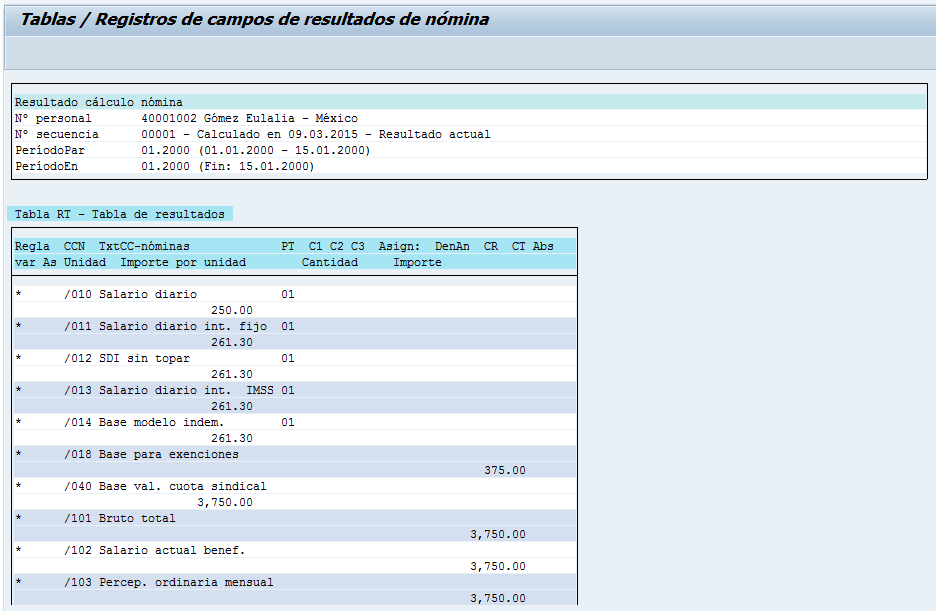 Tablas / Registros de campos de resultados de nómina
Resultado cálculo nómina
Nº personal 40001002 Gómez Eulalia - México
Nº secuencia 00001 - Calculado en 09.03.2015 - Resultado actual
PeríodoPar 01.2000 (01.01.2000 - 15.01.2000)
PeríodoEn 01.2000 (Fin: 15.01.2000)
Tabla RT - Tabla de resultados
Regla CCN TxtCC-nóminas PT C1 C2 C3 Asign: DenAn CR CT Abs
var As Unidad Importe por unidad Cantidad Importe
* /010 Salario diario 01
250.00
* /011 Salario diario int. fijo 01
261.30
* /012 SDI sin topar 01
261.30
* /013 Salario diario int. IMSS 01
261.30
* /014 Base modelo indem. 01
261.30
* /018 Base para exenciones
375.00
* /040 Base val. cuota sindical
3,750.00
* /101 Bruto total
3,750.00
* /102 Salario actual benef.
3,750.00
* /103 Percep. ordinaria mensual
3,750.00